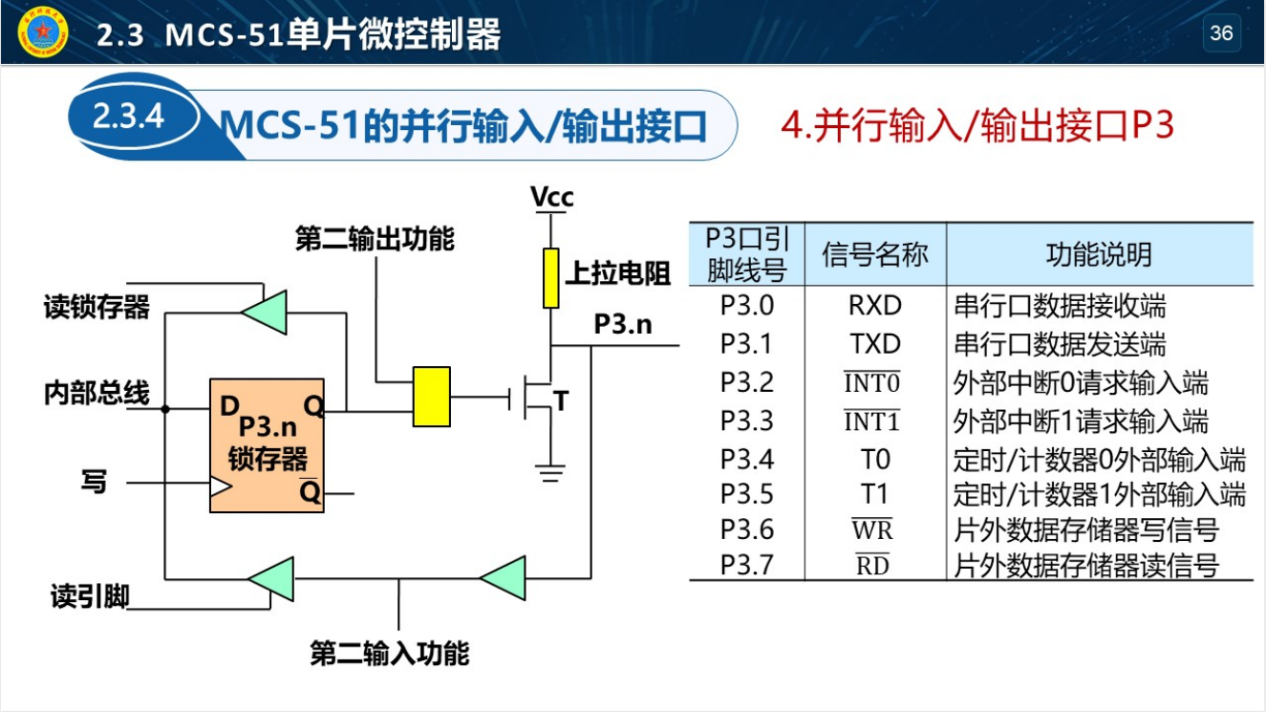 2.3 MCS-51单片微控制器
36
2.3.4
MCS-51的并行输入/输出接口
4.并行输入/输出接口P3
Vcc
第二输出功能
上拉电阻
读锁存器
P3.n
内部总线
D
Q
P3.n
锁存器
T
写
Q̅
读引脚
第二输入功能
P3口引脚线号 信号名称 功能说明
P3.0 RXD 串行口数据接收端
P3.1 TXD 串行口数据发送端
P3.2 I̅N̅T̅0̅ 外部中断0请求输入端
P3.3 I̅N̅T̅1̅ 外部中断1请求输入端
P3.4 T0 定时/计数器0外部输入端
P3.5 T1 定时/计数器1外部输入端
P3.6 W̅R̅ 片外数据存储器写信号
P3.7 R̅D̅ 片外数据存储器读信号